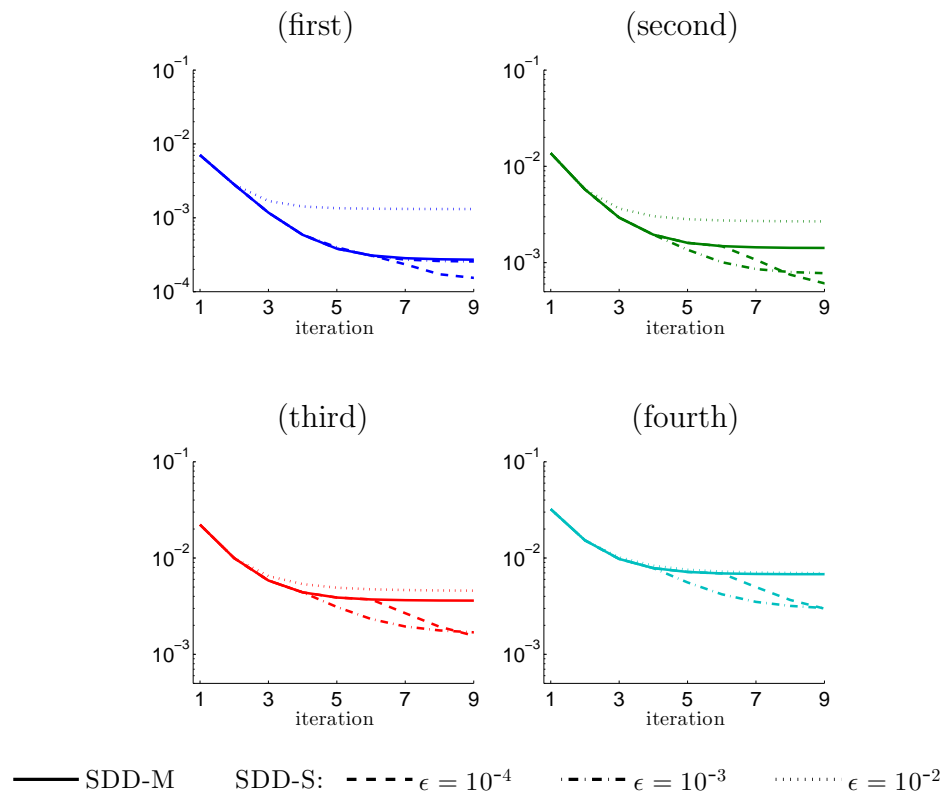 (first)
(second)
10⁻¹
10⁻²
10⁻³
10⁻⁴
1 3 5 7 9
iteration
10⁻¹
10⁻²
10⁻³
1 3 5 7 9
iteration
(third)
(fourth)
10⁻¹
10⁻²
10⁻³
1 3 5 7 9
iteration
10⁻¹
10⁻²
10⁻³
1 3 5 7 9
iteration
SDD-M SDD-S: ϵ = 10⁻⁴ ϵ = 10⁻³ ϵ = 10⁻²